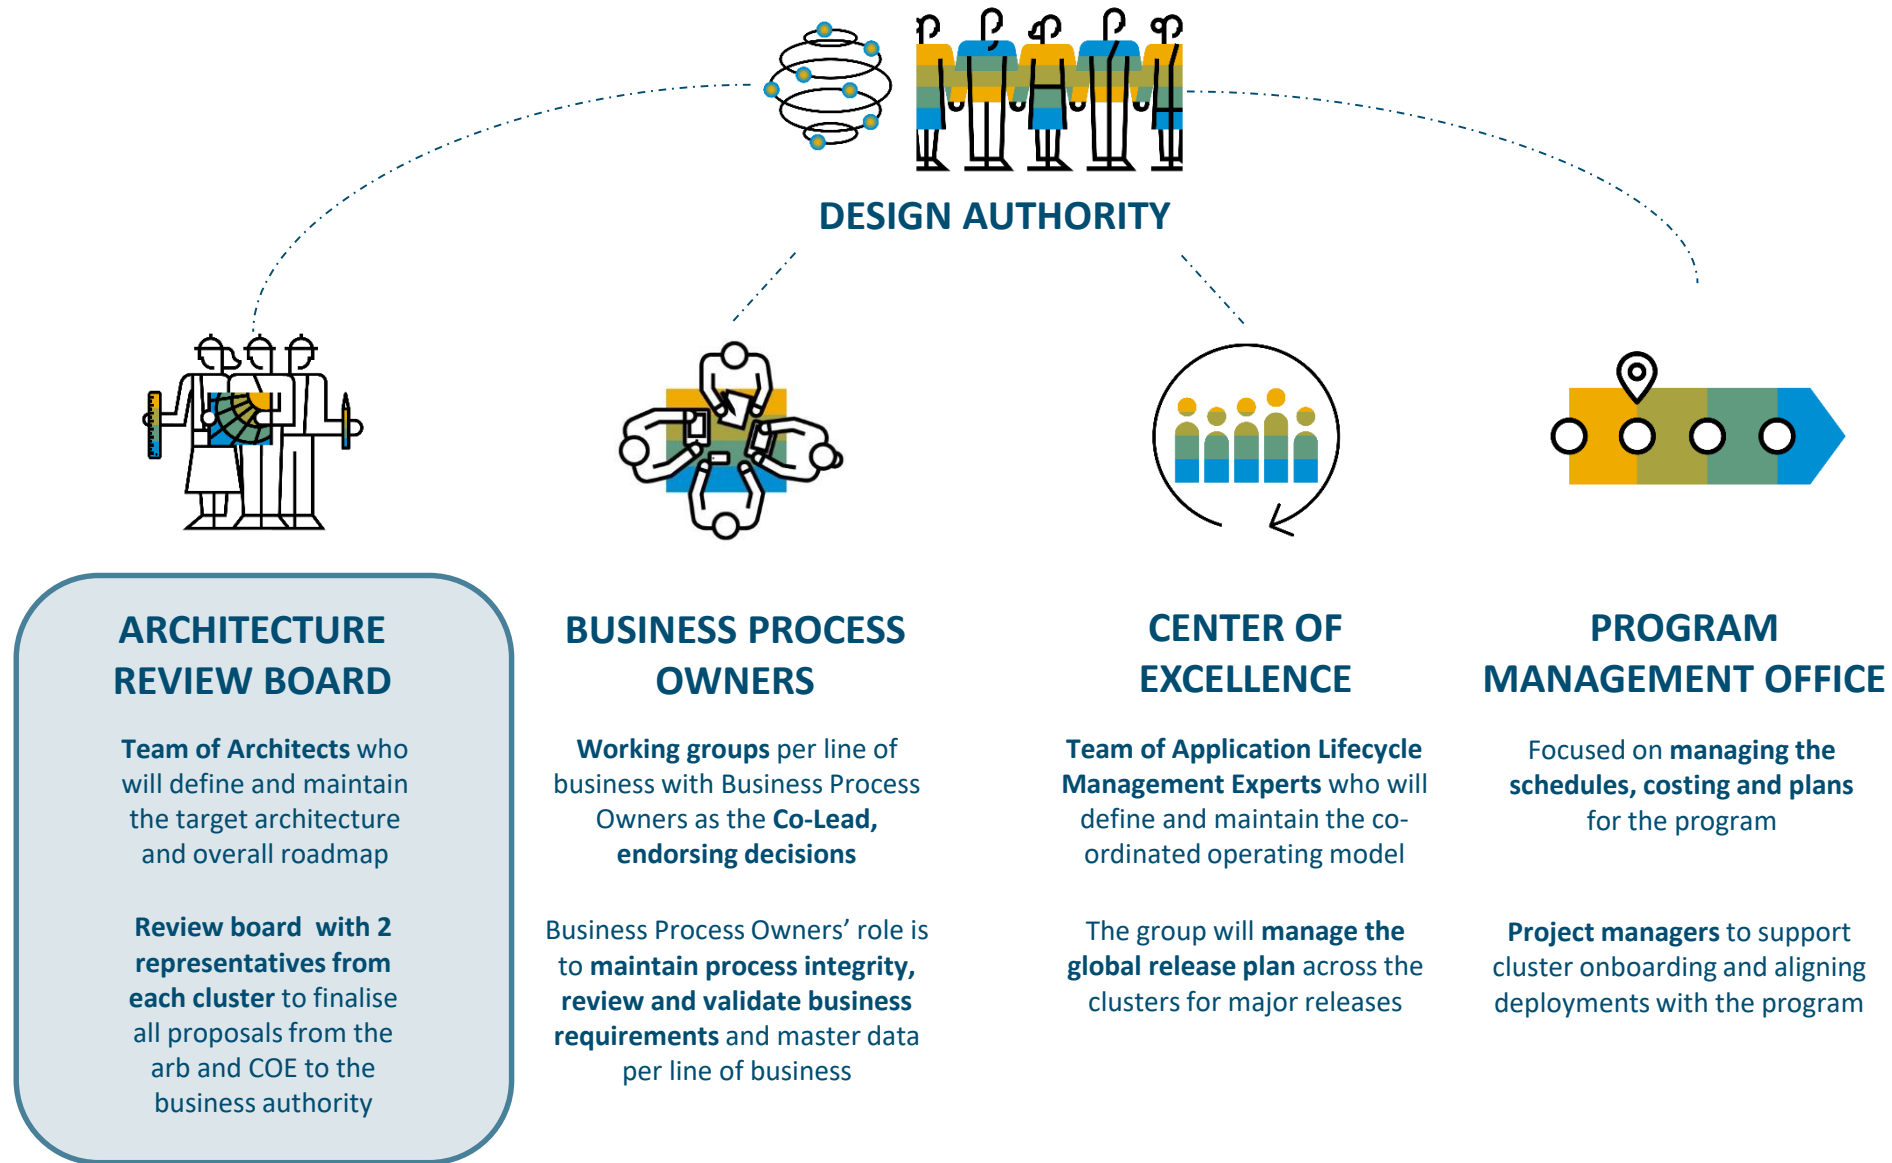 DESIGN AUTHORITY
ARCHITECTURE
REVIEW BOARD
Team of Architects who
will define and maintain
the target architecture
and overall roadmap
Review board  with 2
representatives from
each cluster to finalise
all proposals from the
arb and COE to the
business authority
BUSINESS PROCESS
OWNERS
Working groups per line of
business with Business Process
Owners as the Co-Lead,
endorsing decisions
Business Process Owners’ role is
to maintain process integrity,
review and validate business
requirements and master data
per line of business
CENTER OF
EXCELLENCE
Team of Application Lifecycle
Management Experts who will
define and maintain the co-
ordinated operating model
The group will manage the
global release plan across the
clusters for major releases
PROGRAM
MANAGEMENT OFFICE
Focused on managing the
schedules, costing and plans
for the program
Project managers to support
cluster onboarding and aligning
deployments with the program